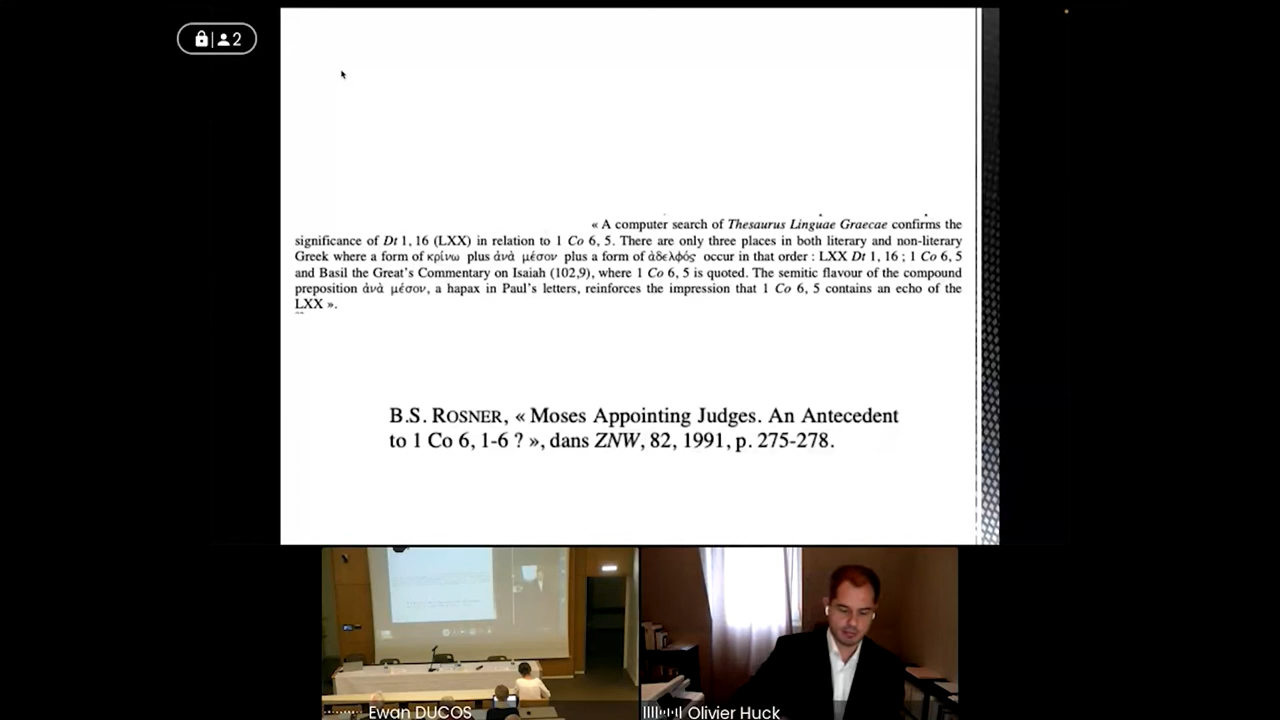 2
« A computer search of Thesaurus Linguae Graecae confirms the
significance of Dt 1, 16 (LXX) in relation to 1 Co 6, 5. There are only three places in both literary and non-literary
Greek where a form of κρίνω plus ἀνὰ μέσον plus a form of ἀδελφός occur in that order : LXX Dt 1, 16 ; 1 Co 6, 5
and Basil the Great's Commentary on Isaiah (102,9), where 1 Co 6, 5 is quoted. The semitic flavour of the compound
preposition ἀνὰ μέσον, a hapax in Paul's letters, reinforces the impression that 1 Co 6, 5 contains an echo of the
LXX ».
B.S. ROSNER, « Moses Appointing Judges. An Antecedent
to 1 Co 6, 1-6 ? », dans ZNW, 82, 1991, p. 275-278.
Ewan DUCOS
Olivier Huck